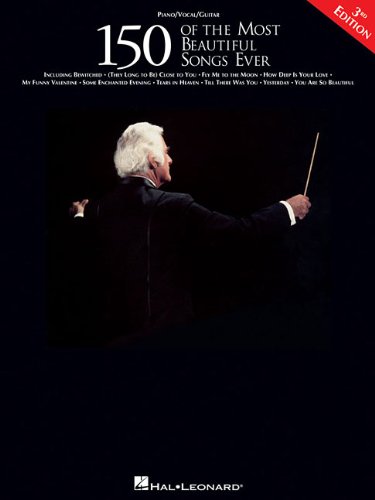 Piano/Vocal/Guitar
150 of the Most
Beautiful
Songs Ever
3rd
Edition
Including Bewitched • (They Long to Be) Close to You • Fly Me to the Moon • How Deep Is Your Love •
My Funny Valentine • Some Enchanted Evening • Tears in Heaven • Till There Was You • Yesterday • You Are So Beautiful
Hal•Leonard®